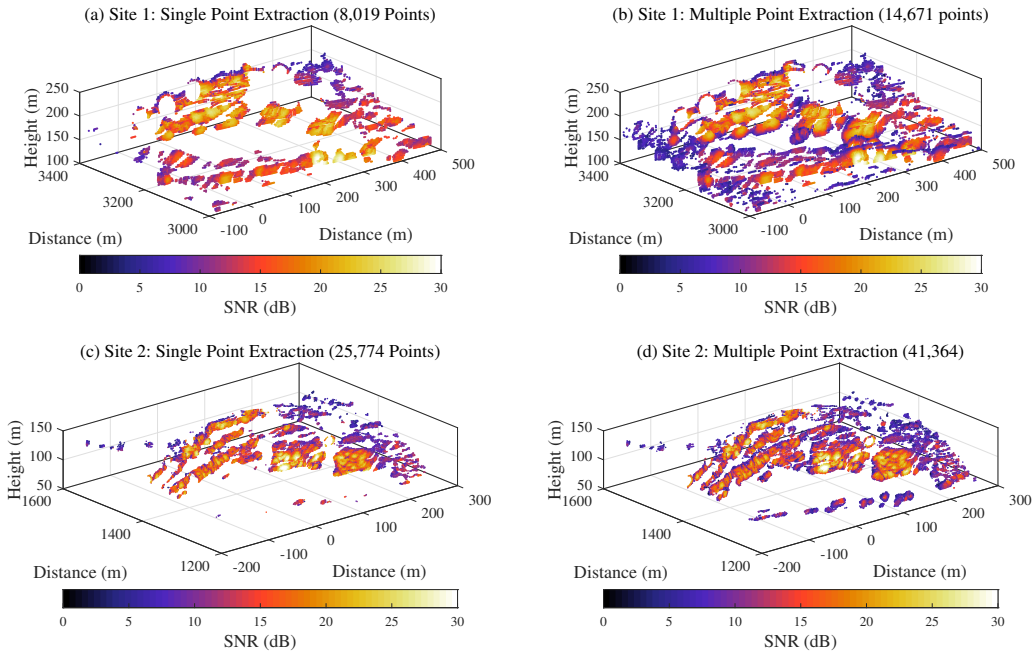 (a) Site 1: Single Point Extraction (8,019 Points)
250
200
150
100
Height (m)
3400
3200
3000
Distance (m)
-100
0
100
200
300
400
500
Distance (m)
0 5 10 15 20 25 30
SNR (dB)
(b) Site 1: Multiple Point Extraction (14,671 points)
250
200
150
100
Height (m)
3400
3200
3000
Distance (m)
-100
0
100
200
300
400
500
Distance (m)
0 5 10 15 20 25 30
SNR (dB)
(c) Site 2: Single Point Extraction (25,774 Points)
150
100
50
Height (m)
1600
1400
1200
Distance (m)
-200
-100
0
100
200
300
Distance (m)
0 5 10 15 20 25 30
SNR (dB)
(d) Site 2: Multiple Point Extraction (41,364)
150
100
50
Height (m)
1600
1400
1200
Distance (m)
-200
-100
0
100
200
300
Distance (m)
0 5 10 15 20 25 30
SNR (dB)